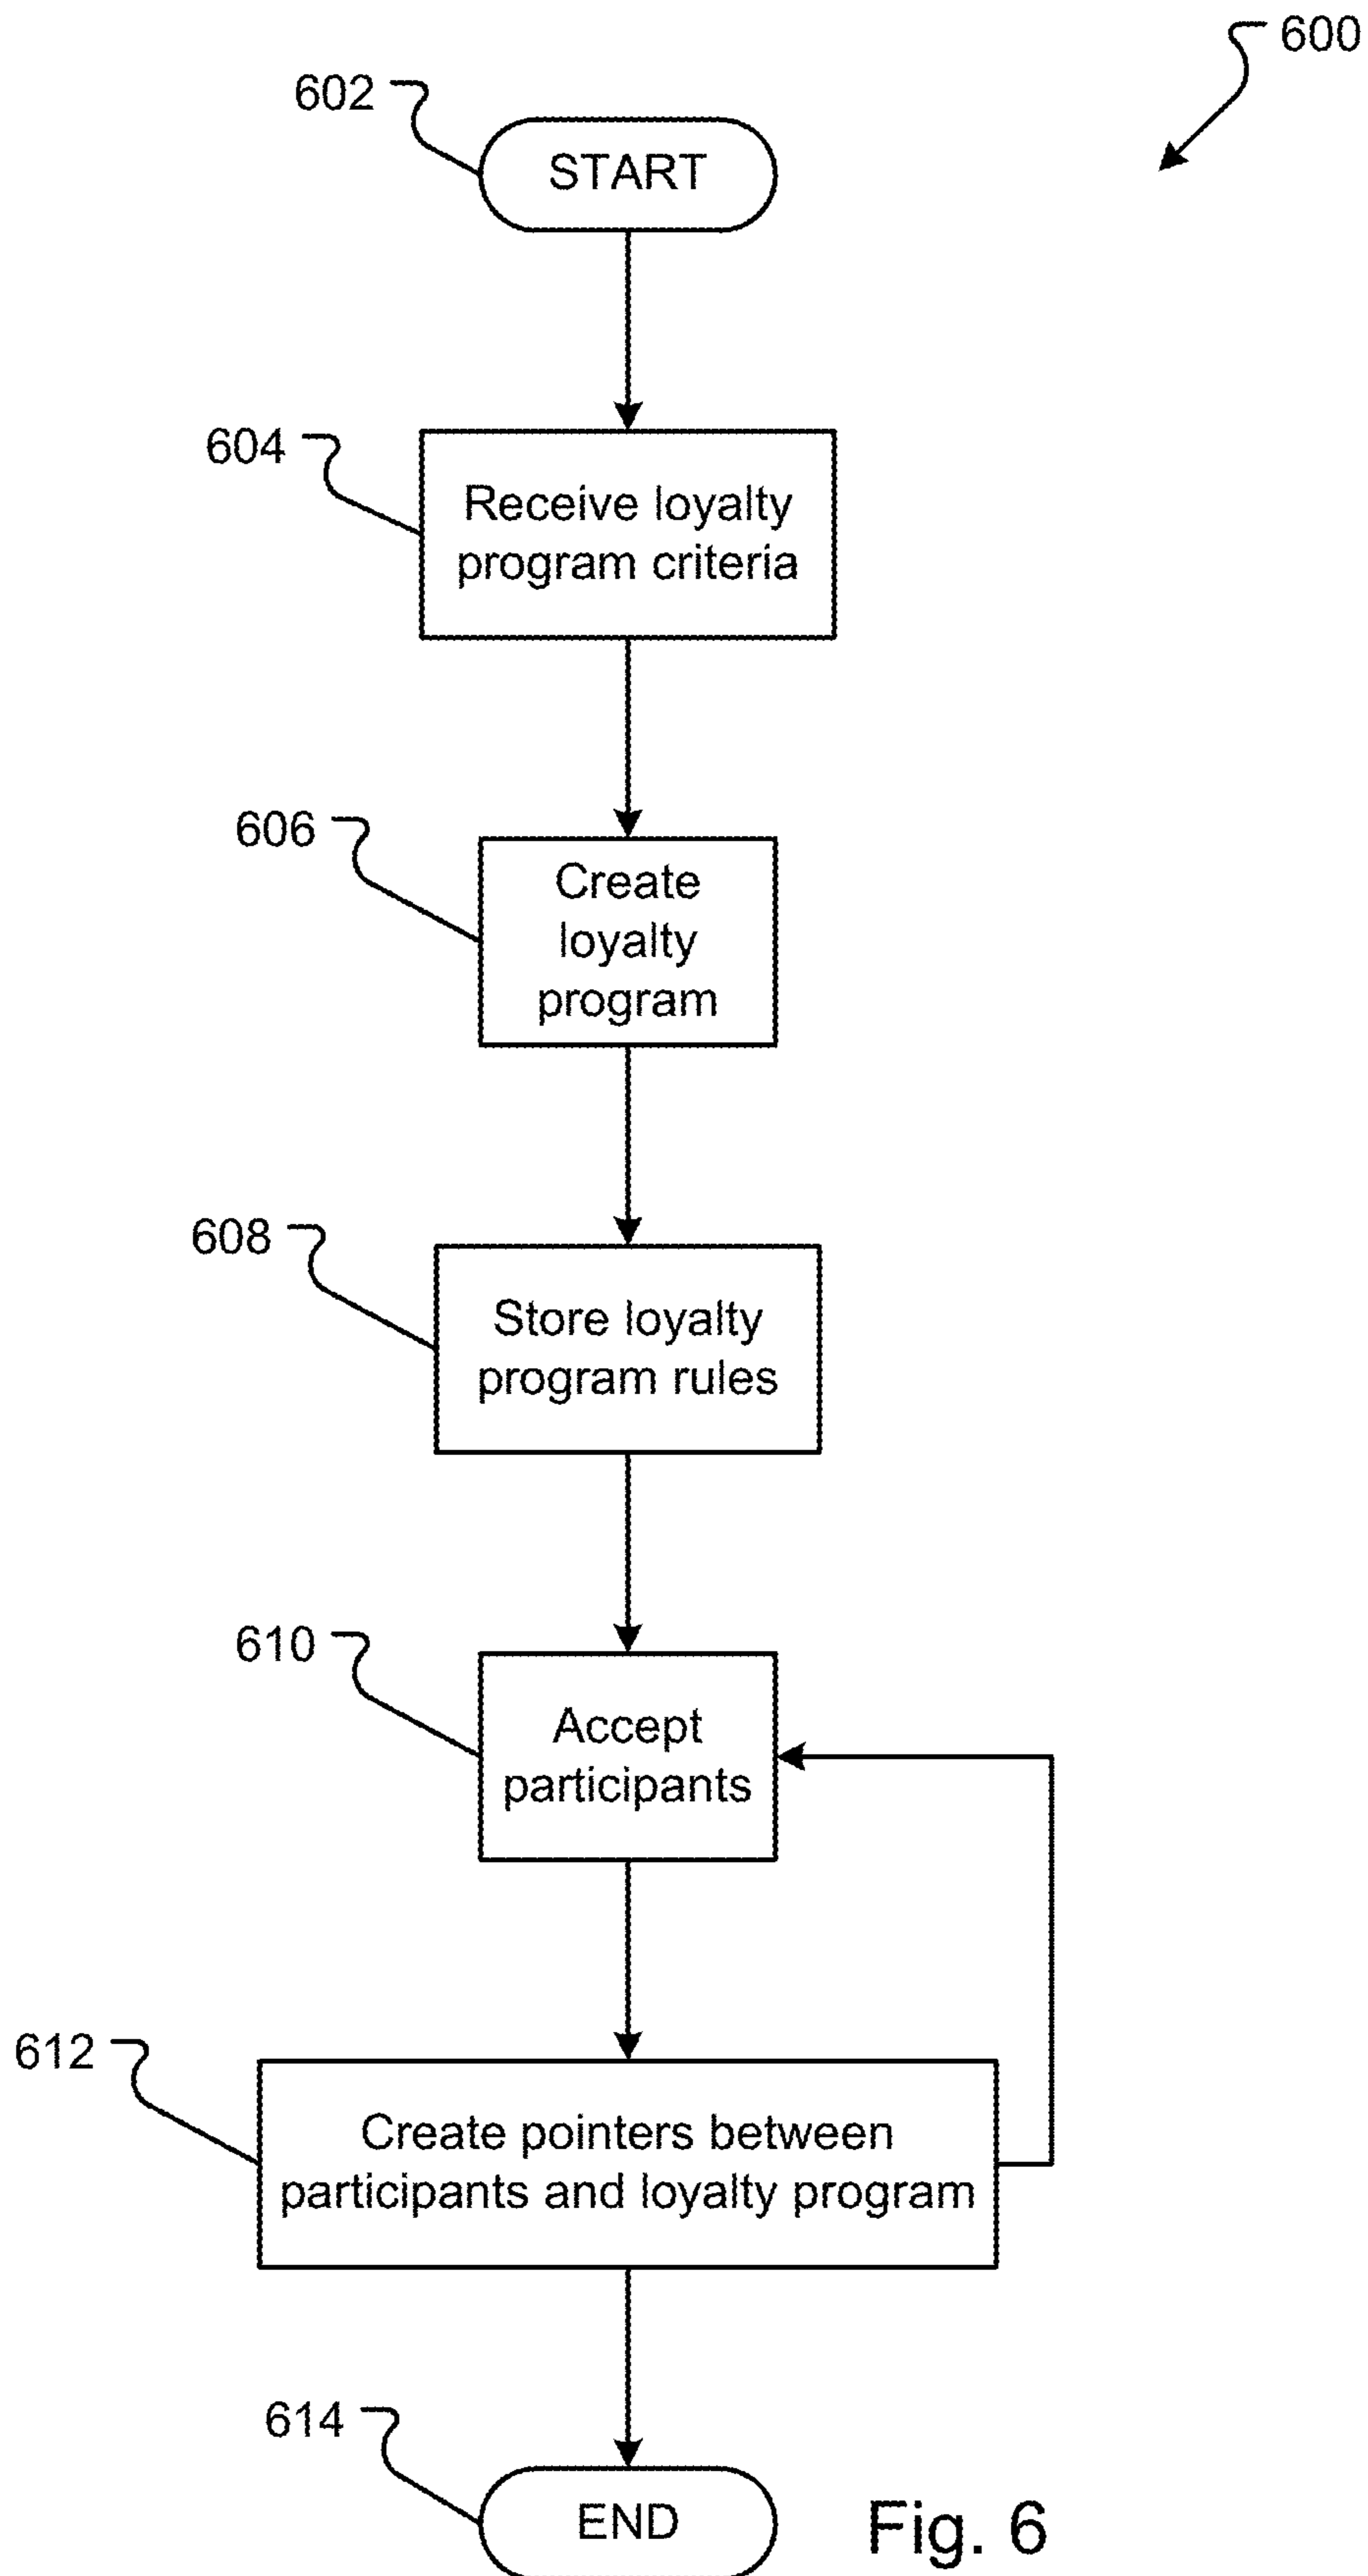 600
602
START
604
Receive loyalty
program criteria
606
Create
loyalty
program
608
Store loyalty
program rules
610
Accept
participants
612
Create pointers between
participants and loyalty program
614
END
Fig. 6